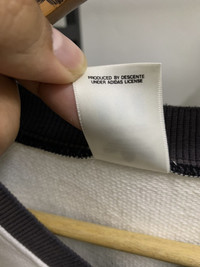 PRODUCED BY DESCENTE
UNDER ADIDAS LICENSE